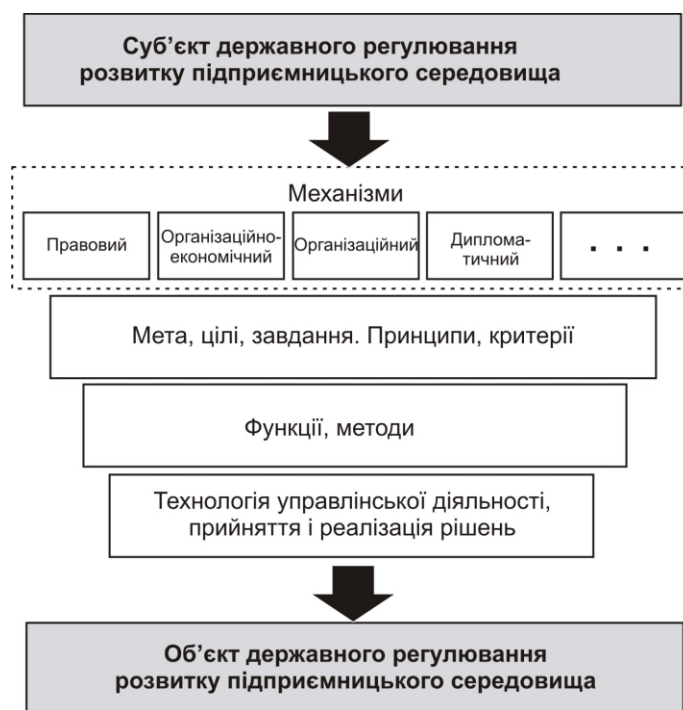 Суб’єкт державного регулювання
розвитку підприємницького середовища
Механізми
Правовий
Організаційно-
економічний
Організаційний
Диплома-
тичний
. . .
Мета, цілі, завдання. Принципи, критерії
Функції, методи
Технологія управлінської діяльності,
прийняття і реалізація рішень
Об’єкт державного регулювання
розвитку підприємницького середовища